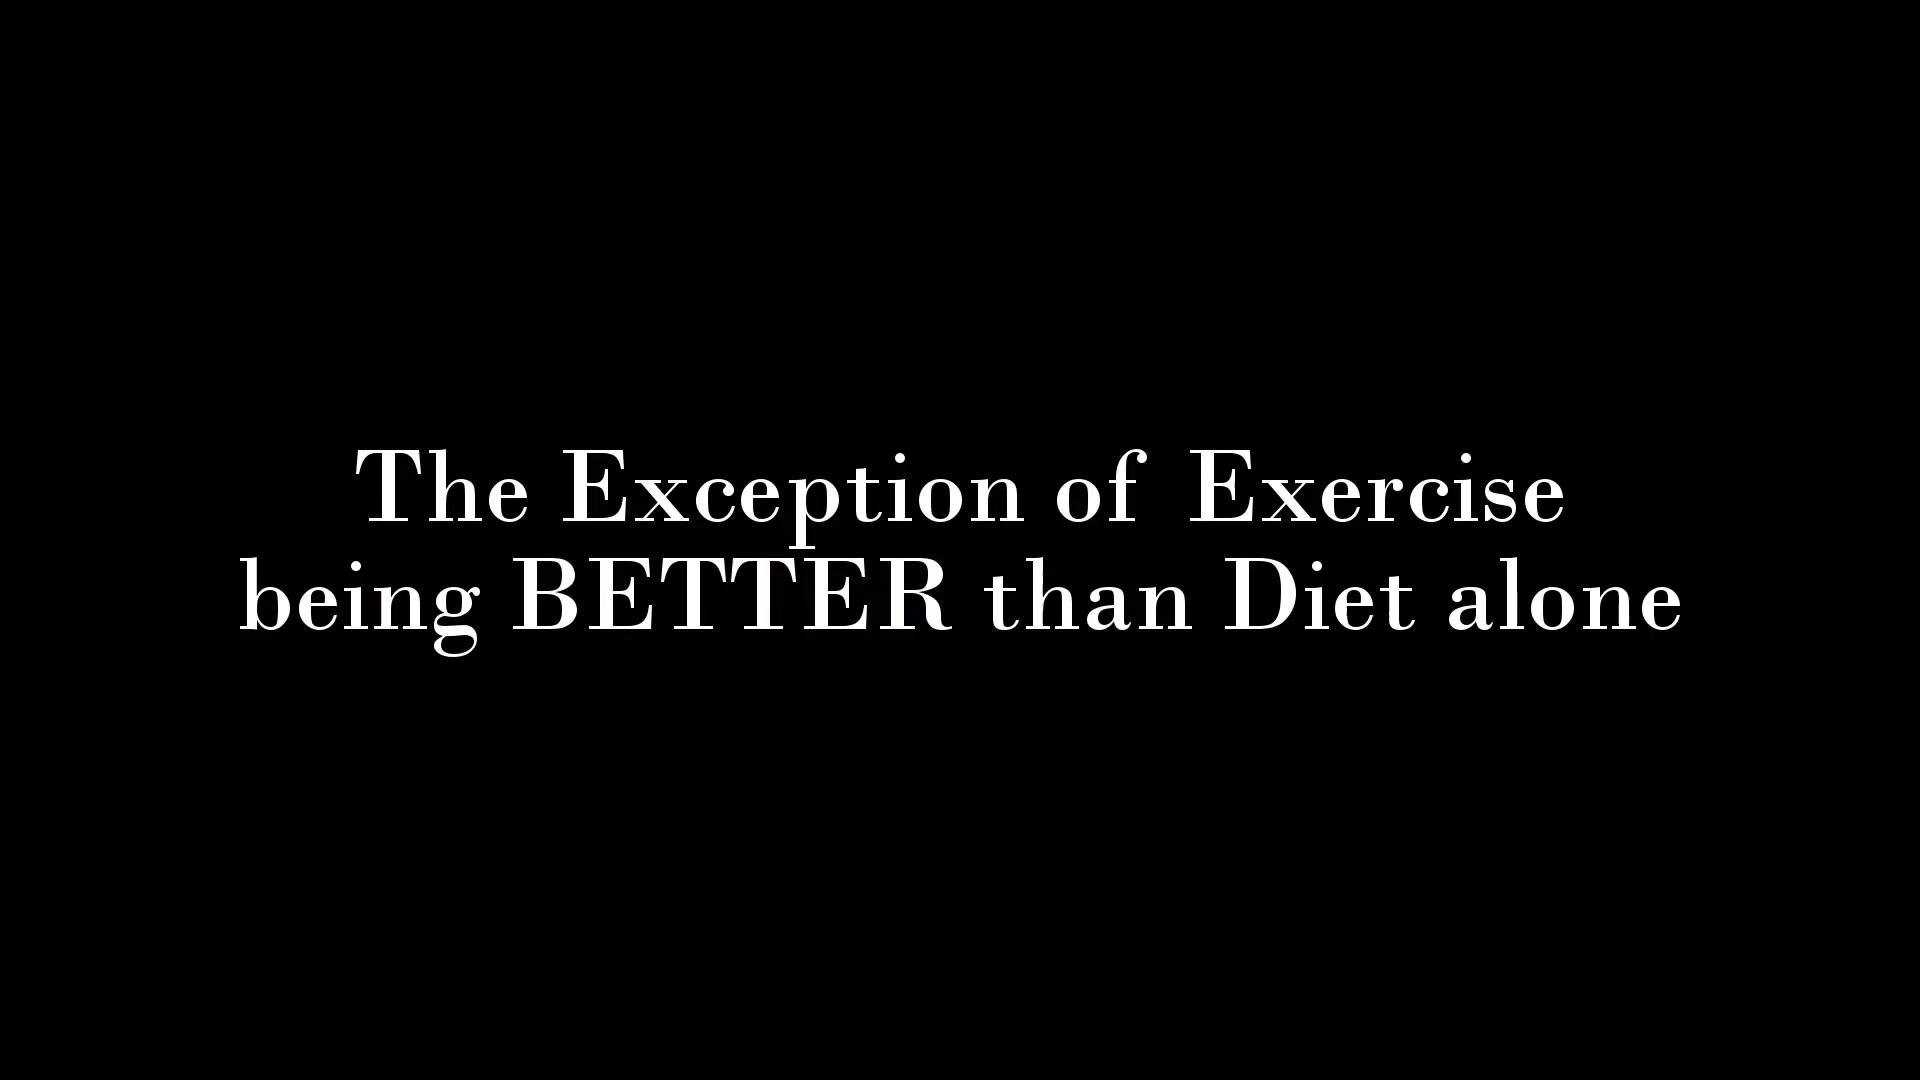 The Exception of Exercise
being BETTER than Diet alone